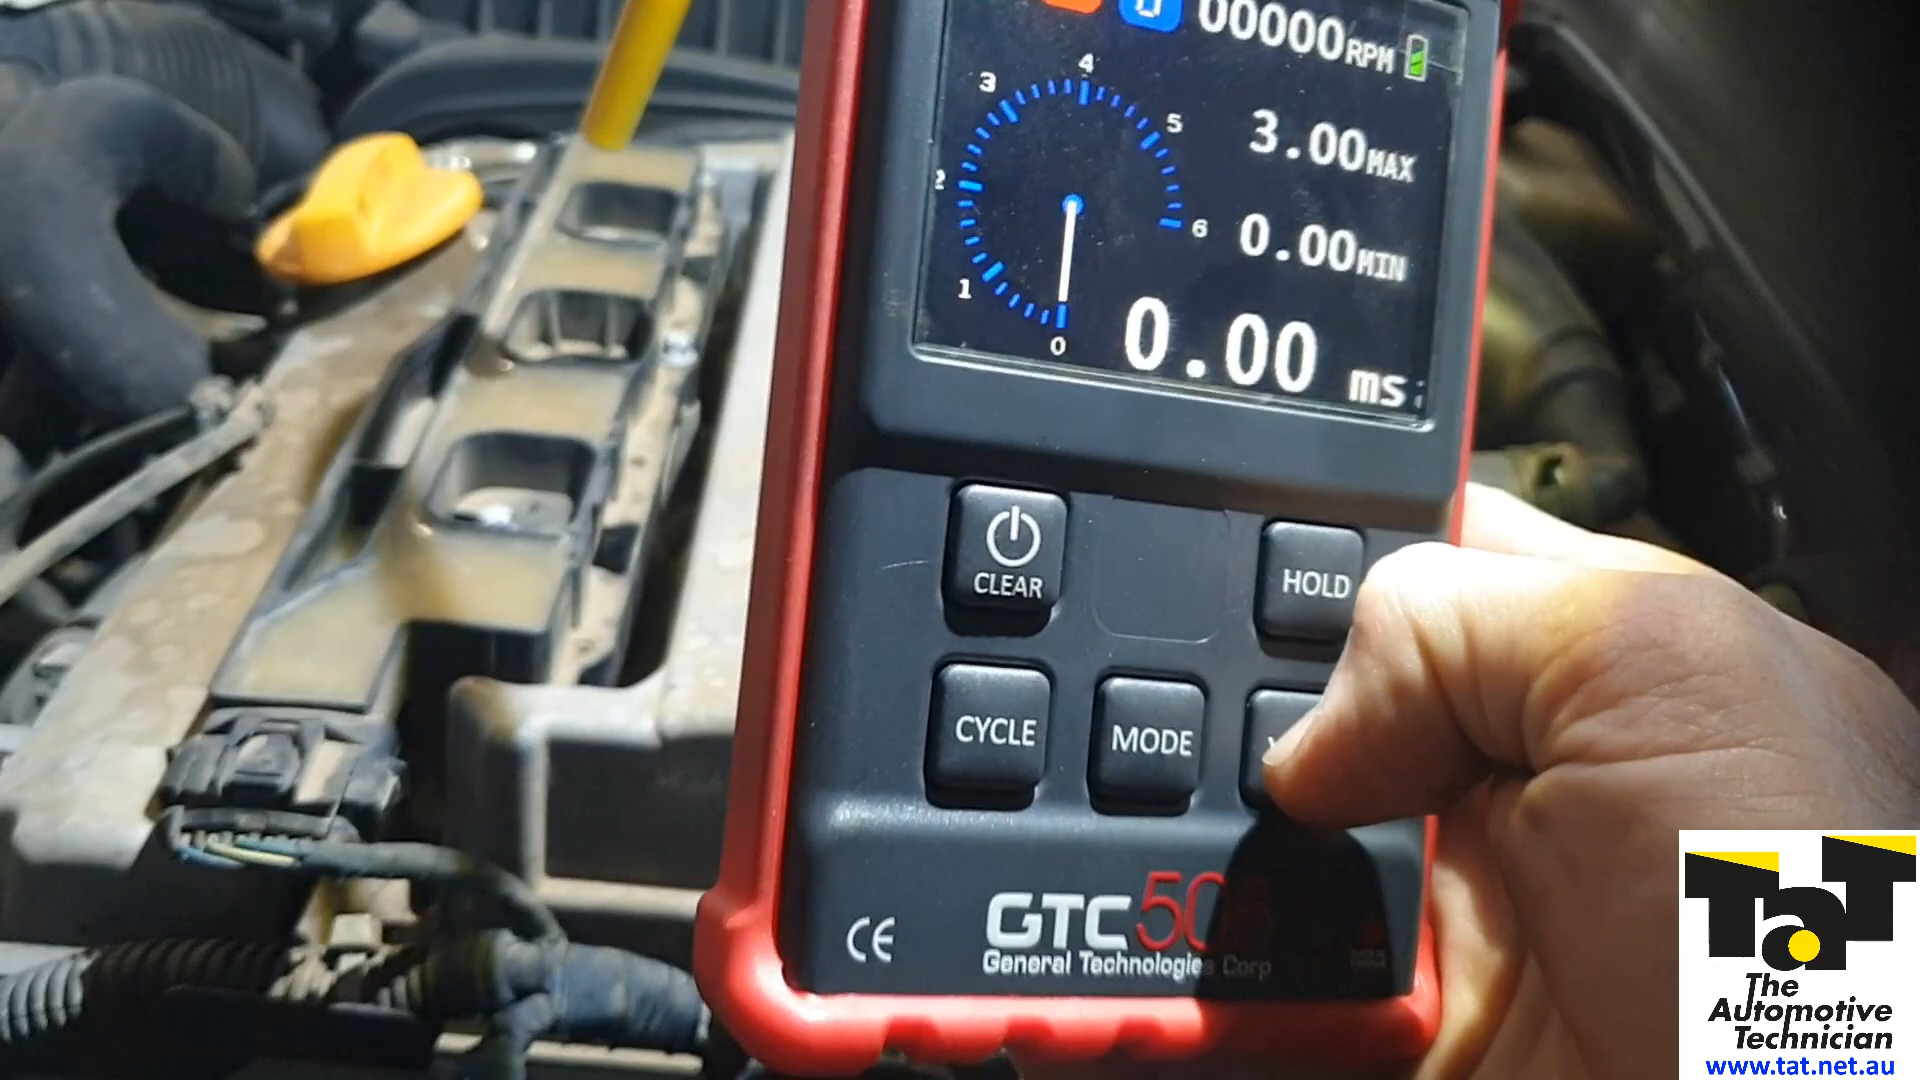 00000RPM
4
3
5
3.00MAX
2
6
0.00MIN
1
0.00 ms
0
CLEAR
HOLD
CYCLE
MODE
CE
GTC505
General Technologies Corp
TaT
The
Automotive
Technician
www.tat.net.au